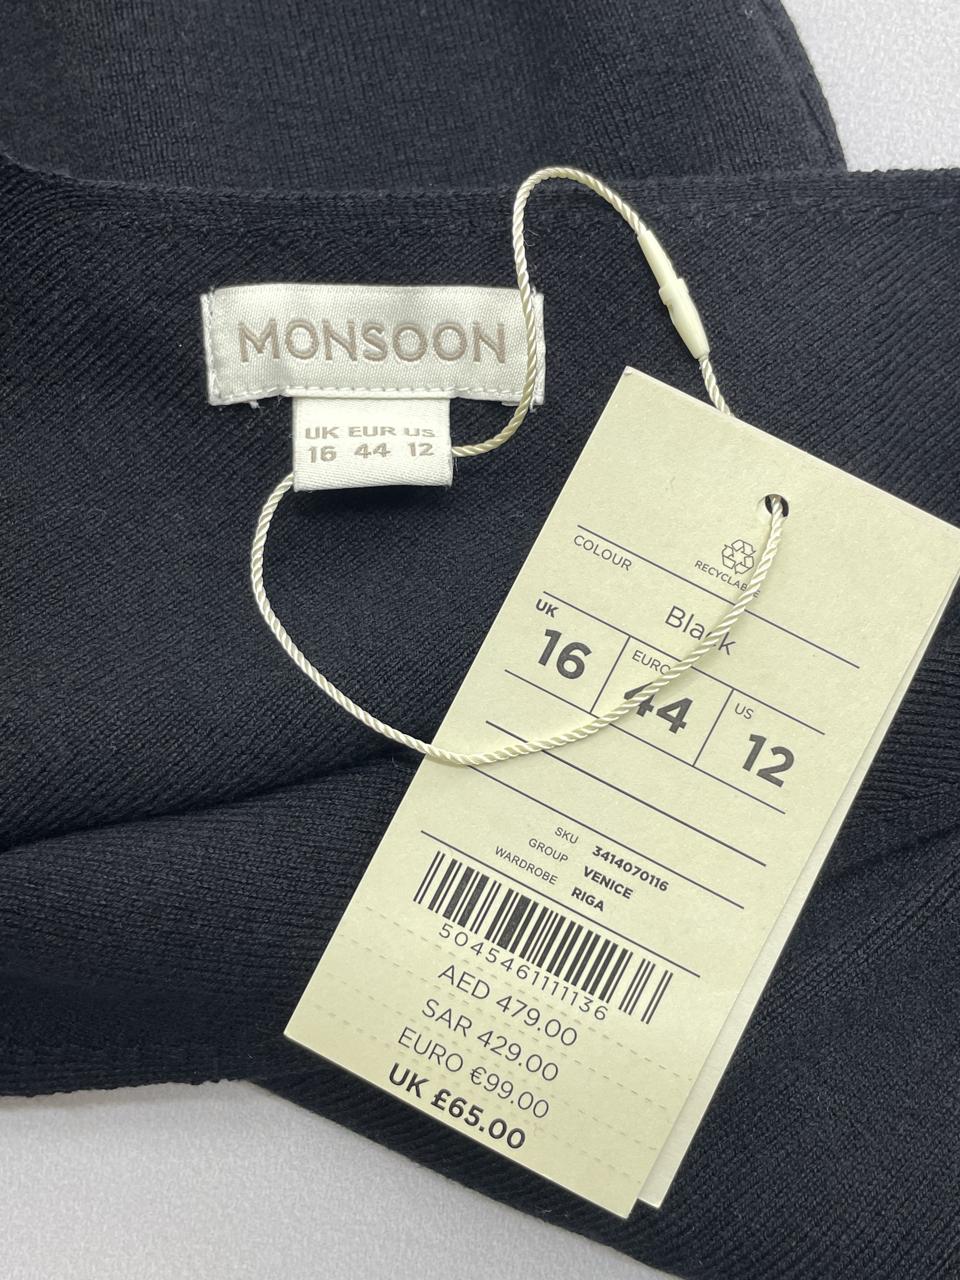 MONSOON
UK EUR US
16 44 12
RECYCLABLE
COLOUR
Black
UK EURO US
16 44 12
SKU 3414070116
GROUP VENICE
WARDROBE RIGA
5045461111136
AED 479.00
SAR 429.00
EURO €99.00
UK £65.00